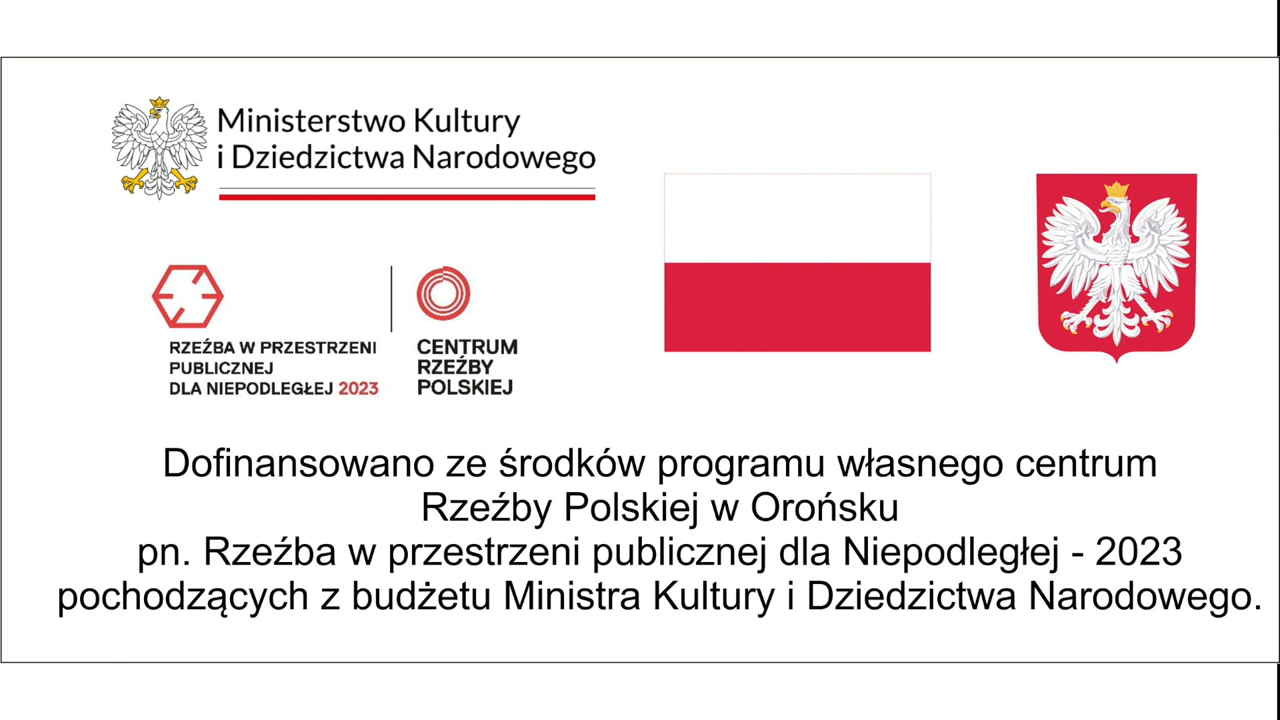 Ministerstwo Kultury
i Dziedzictwa Narodowego
RZEŹBA W PRZESTRZENI
PUBLICZNEJ
DLA NIEPODLEGŁEJ 2023
CENTRUM
RZEŹBY
POLSKIEJ
Dofinansowano ze środków programu własnego centrum
Rzeźby Polskiej w Orońsku
pn. Rzeźba w przestrzeni publicznej dla Niepodległej - 2023
pochodzących z budżetu Ministra Kultury i Dziedzictwa Narodowego.